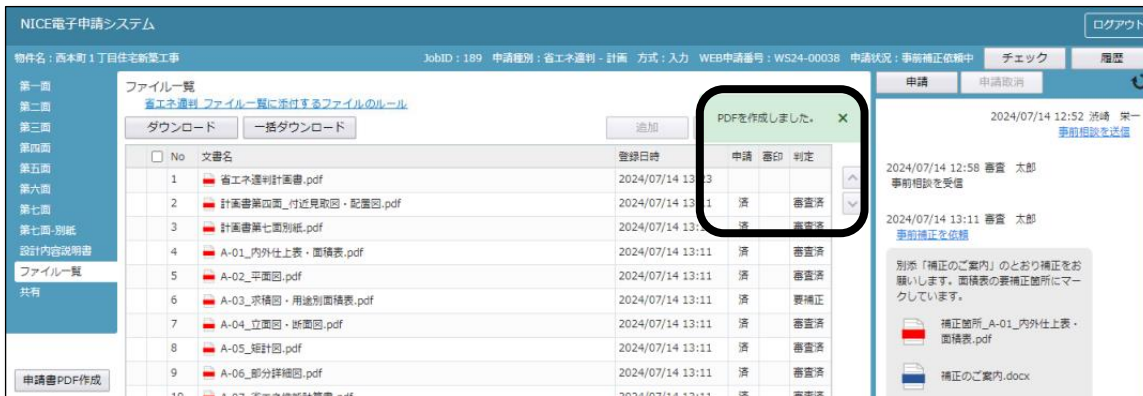 NICE電子申請システム
ログアウト
物件名：西本町１丁目住宅新築工事
JobID：189 申請種別：省エネ適判 - 計画 方式：入力 WEB申請番号：WS24-00038 申請状況：事前補正依頼中
チェック
履歴
第一面
第二面
第三面
第四面
第五面
第六面
第七面
第七面-別紙
設計内容説明書
ファイル一覧
共有
申請書PDF作成
ファイル一覧
省エネ適判_ファイル一覧に添付するファイルのルール
ダウンロード
一括ダウンロード
追加
PDFを作成しました。 ×
No 文書名 登録日時 申請 審印 判定
1 省エネ適判計画書.pdf 2024/07/14 13:23
2 計画書第四面_付近見取図・配置図.pdf 2024/07/14 13:11 済 審査済
3 計画書第七面別紙.pdf 2024/07/14 13:11 済 審査済
4 A-01_内外仕上表・面積表.pdf 2024/07/14 13:11 済 審査済
5 A-02_平面図.pdf 2024/07/14 13:11 済 審査済
6 A-03_求積図・用途別面積表.pdf 2024/07/14 13:11 済 要補正
7 A-04_立面図・断面図.pdf 2024/07/14 13:11 済 審査済
8 A-05_矩計図.pdf 2024/07/14 13:11 済 審査済
9 A-06_部分詳細図.pdf 2024/07/14 13:11 済 審査済
申請
申請取消
2024/07/14 12:52 渋崎 栄一
事前相談を送信
2024/07/14 12:58 審査 太郎
事前相談を受信
2024/07/14 13:11 審査 太郎
事前補正を依頼
別添「補正のご案内」のとおり補正をお
願いします。面積表の要補正箇所にマー
クしています。
補正箇所_A-01_内外仕上表・
面積表.pdf
補正のご案内.docx